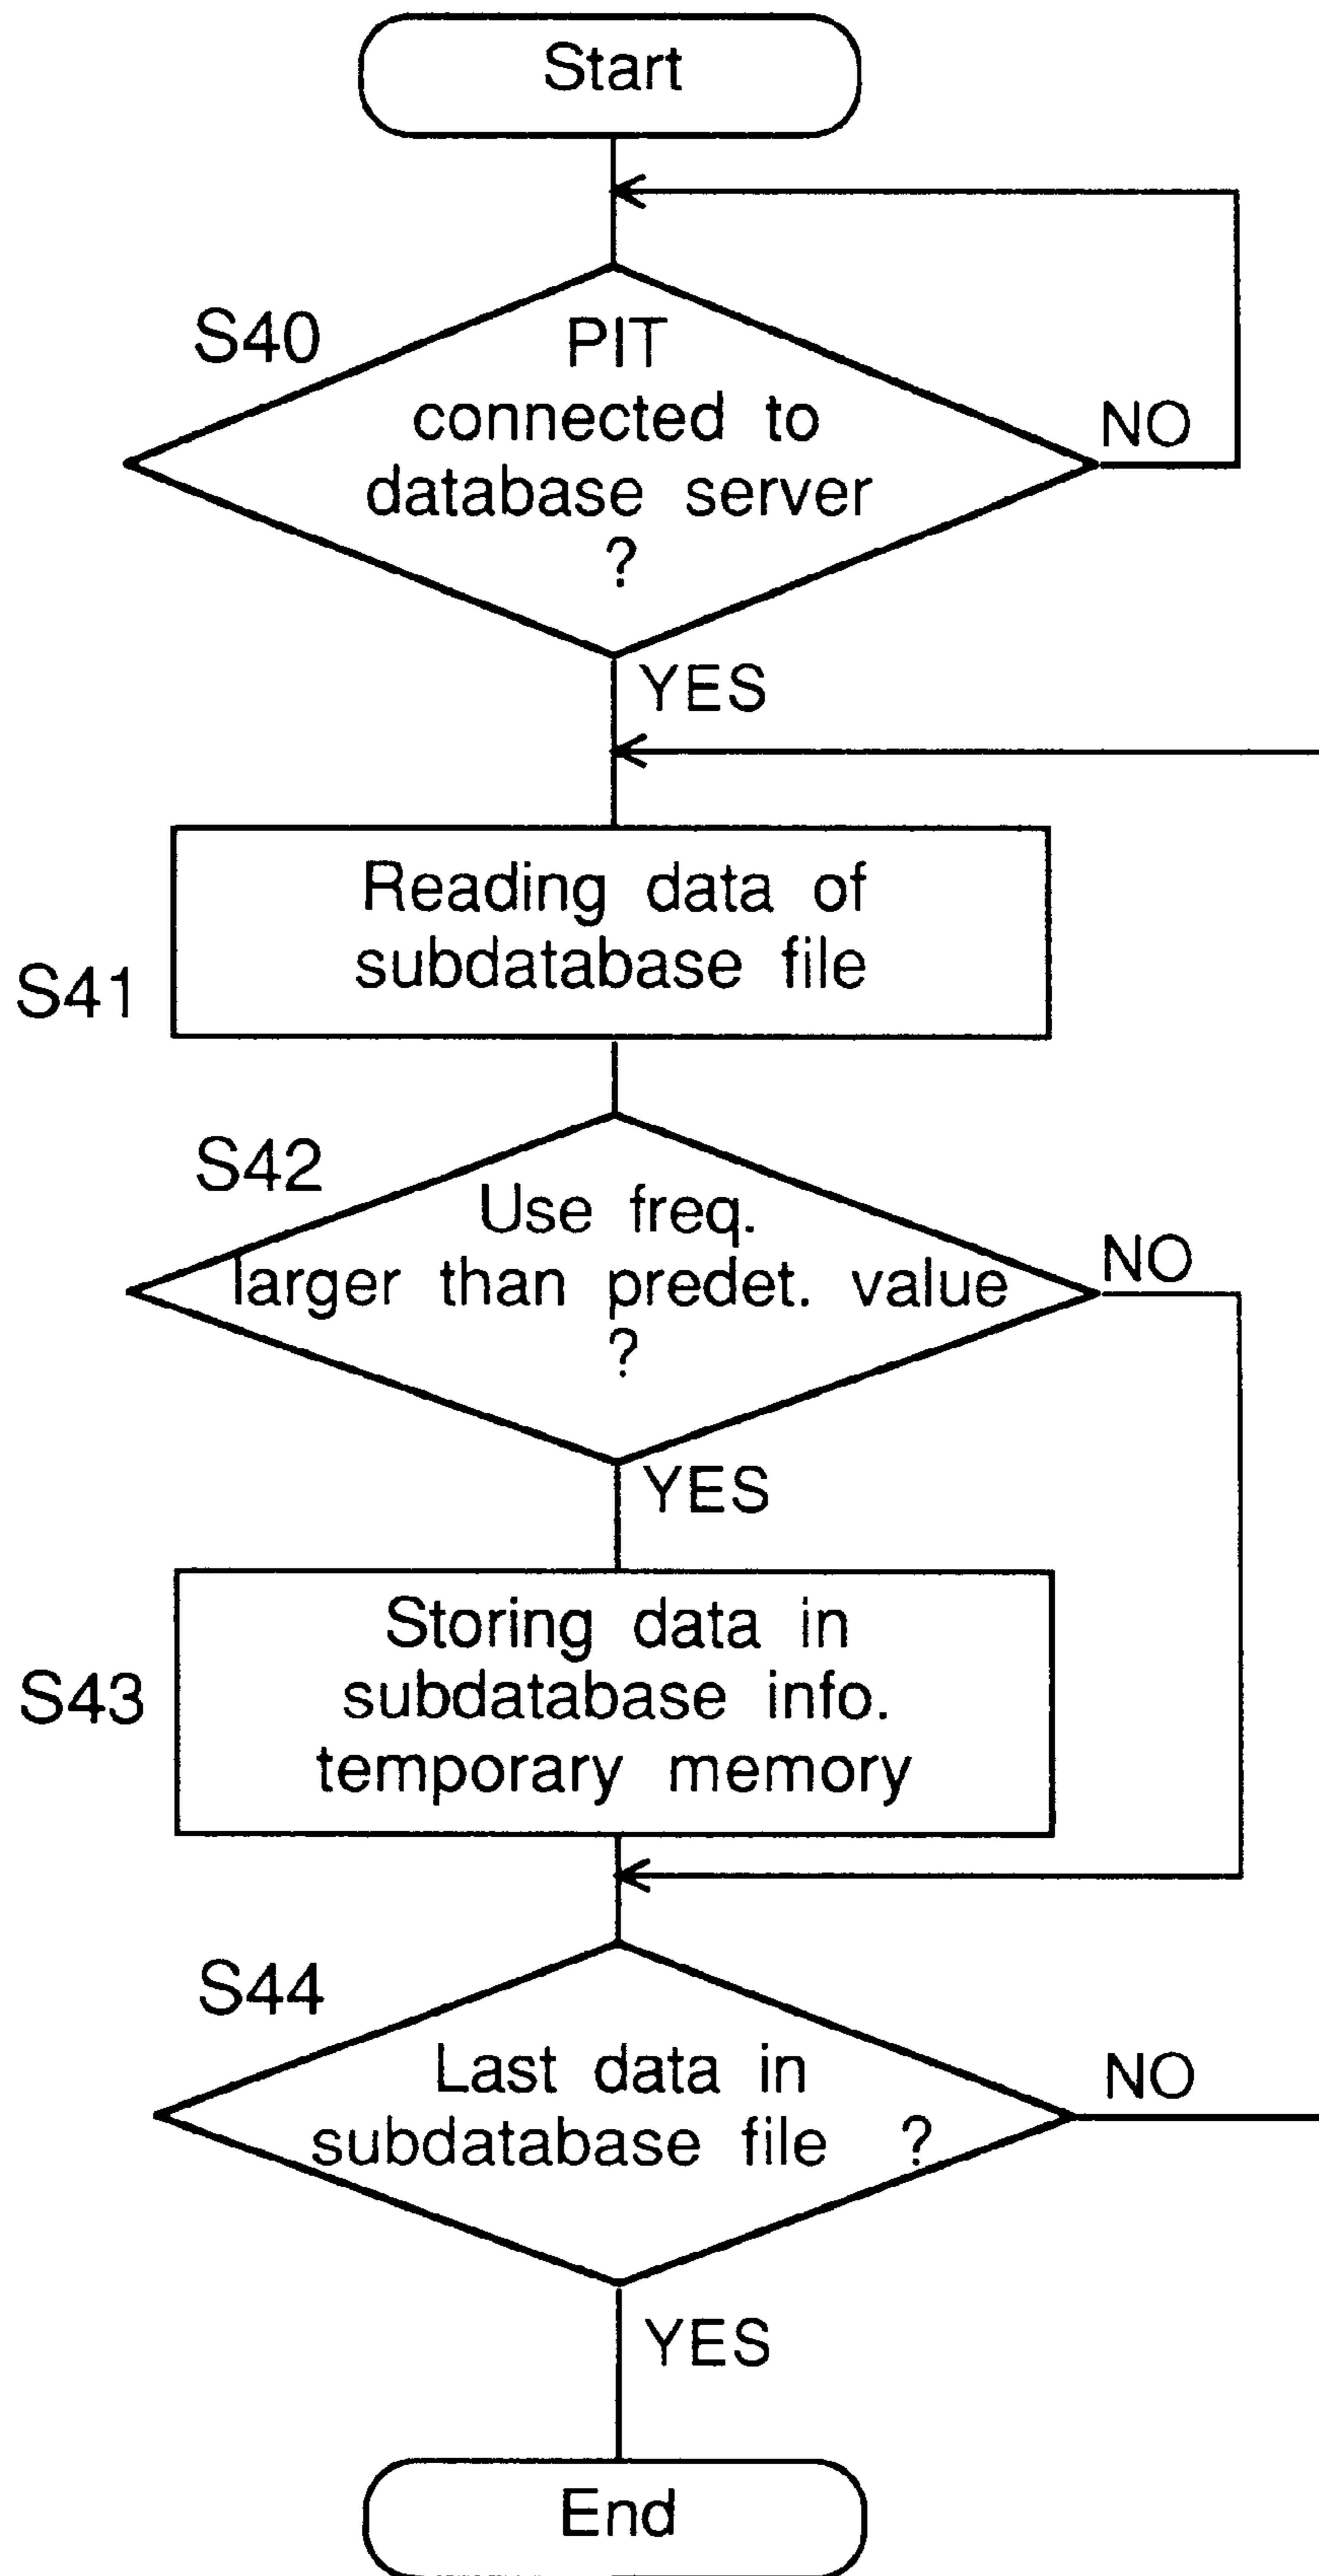 Start
S40
PIT
connected to
database server
?
NO
YES
Reading data of
subdatabase file
S41
S42
Use freq.
larger than predet. value
?
NO
YES
Storing data in
subdatabase info.
temporary memory
S43
S44
Last data in
subdatabase file ?
NO
YES
End